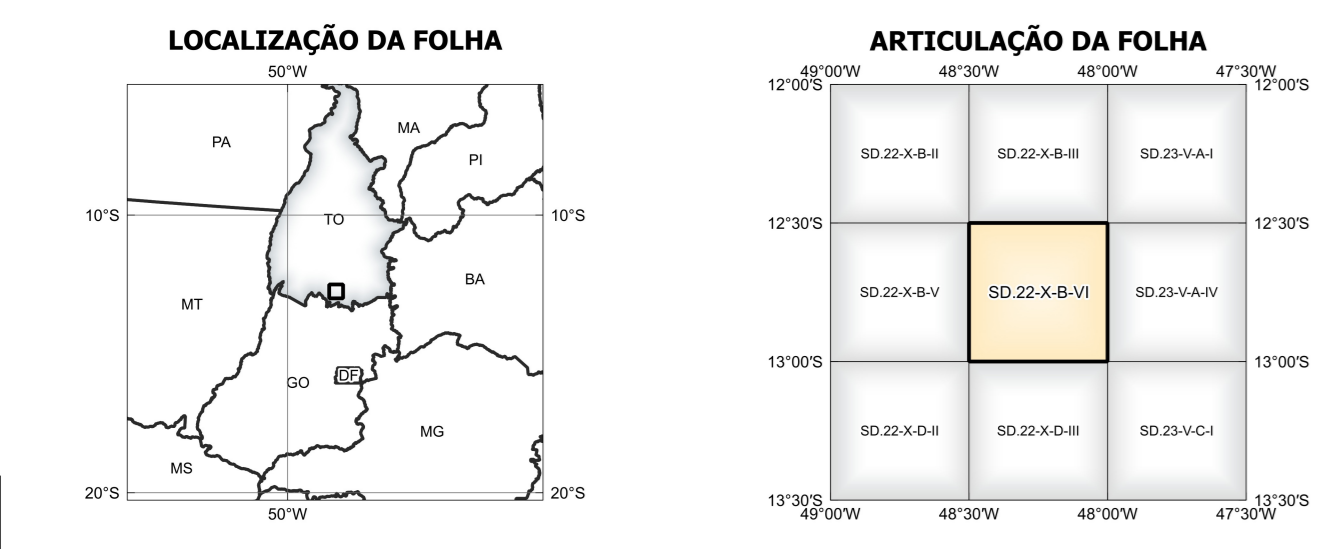 LOCALIZAÇÃO DA FOLHA
50°W
PA
MA
PI
TO
10°S
10°S
BA
MT
GO
DF
MG
MS
20°S
20°S
50°W
ARTICULAÇÃO DA FOLHA
49°00'W 48°30'W 48°00'W 47°30'W
12°00'S 12°00'S
SD.22-X-B-II SD.22-X-B-III SD.23-V-A-I
12°30'S 12°30'S
SD.22-X-B-V SD.22-X-B-VI SD.23-V-A-IV
13°00'S 13°00'S
SD.22-X-D-II SD.22-X-D-III SD.23-V-C-I
13°30'S 13°30'S
49°00'W 48°30'W 48°00'W 47°30'W